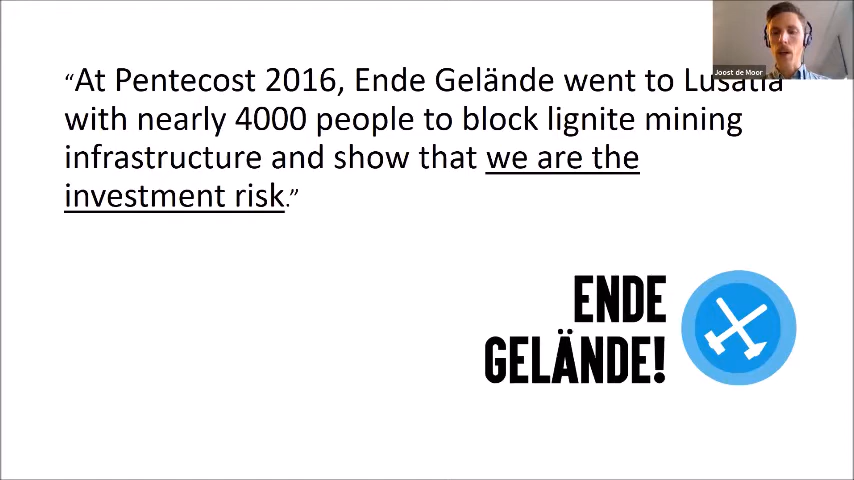 “At Pentecost 2016, Ende Gelände went to Lusatia
with nearly 4000 people to block lignite mining
infrastructure and show that we are the
investment risk.”
ENDE
GELÄNDE!
Joost de Moor